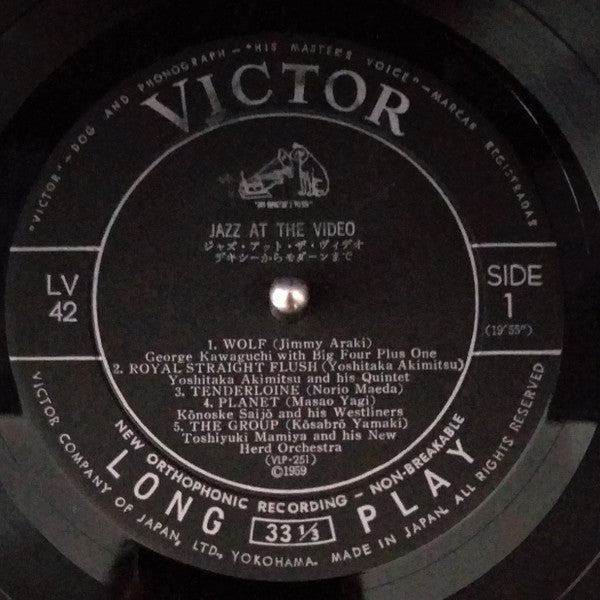 "VICTOR" - DOG AND PHONOGRAPH - "HIS MASTER'S VOICE" - MARCAS REGISTRADAS
VICTOR
"HIS MASTER'S VOICE"
JAZZ AT THE VIDEO
ジャズ・アット・ザ・ヴィデオ
デキシーからモダーンまで
LV
42
SIDE
1
(19'55")
1. WOLF (Jimmy Araki)
George Kawaguchi with Big Four Plus One
2. ROYAL STRAIGHT FLUSH (Yoshitaka Akimitsu)
Yoshitaka Akimitsu and his Quintet
3. TENDERLOINE (Norio Maeda)
4. PLANET (Masao Yagi)
Kōnoske Saijō and his Westliners
5. THE GROUP (Kōsabrō Yamaki)
Toshiyuki Mamiya and his New
Herd Orchestra
(VLP-251)
©1959
NEW ORTHOPHONIC RECORDING - NON-BREAKABLE
LONG 33 1/3 PLAY
VICTOR COMPANY OF JAPAN, LTD., YOKOHAMA. MADE IN JAPAN. ALL RIGHTS RESERVED